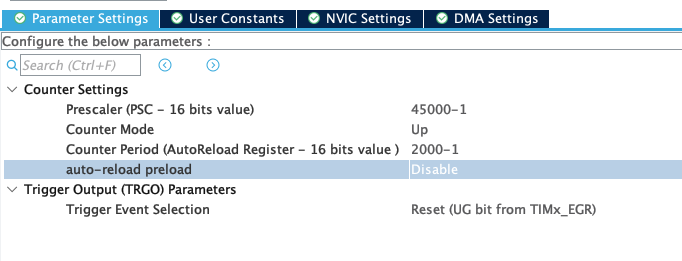 Parameter Settings User Constants NVIC Settings DMA Settings
Configure the below parameters :
Search (Ctrl+F)
Counter Settings
Prescaler (PSC - 16 bits value) 45000-1
Counter Mode Up
Counter Period (AutoReload Register - 16 bits value ) 2000-1
auto-reload preload Disable
Trigger Output (TRGO) Parameters
Trigger Event Selection Reset (UG bit from TIMx_EGR)